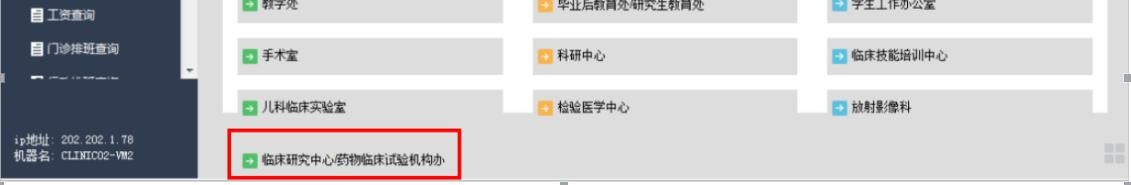 工资查询
门诊排班查询
ip地址: 202.202.1.78
机器名: CLINIC02-VM2
教学处
毕业后教育处/研究生教育处
学生工作办公室
手术室
科研中心
临床技能培训中心
儿科临床实验室
检验医学中心
放射影像科
临床研究中心/药物临床试验机构办